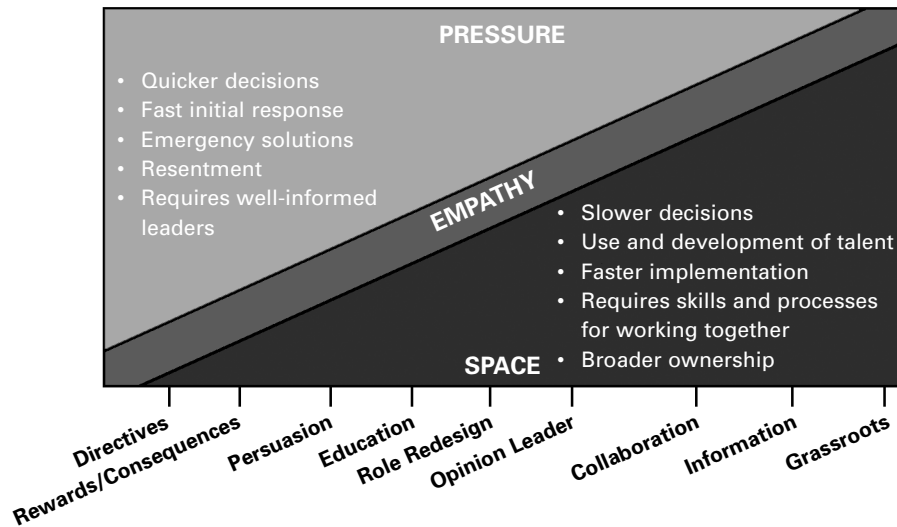 PRESSURE
• Quicker decisions
• Fast initial response
• Emergency solutions
• Resentment
• Requires well-informed
leaders
EMPATHY
• Slower decisions
• Use and development of talent
• Faster implementation
• Requires skills and processes
for working together
• Broader ownership
SPACE
Directives
Rewards/Consequences
Persuasion
Education
Role Redesign
Opinion Leader
Collaboration
Information
Grassroots